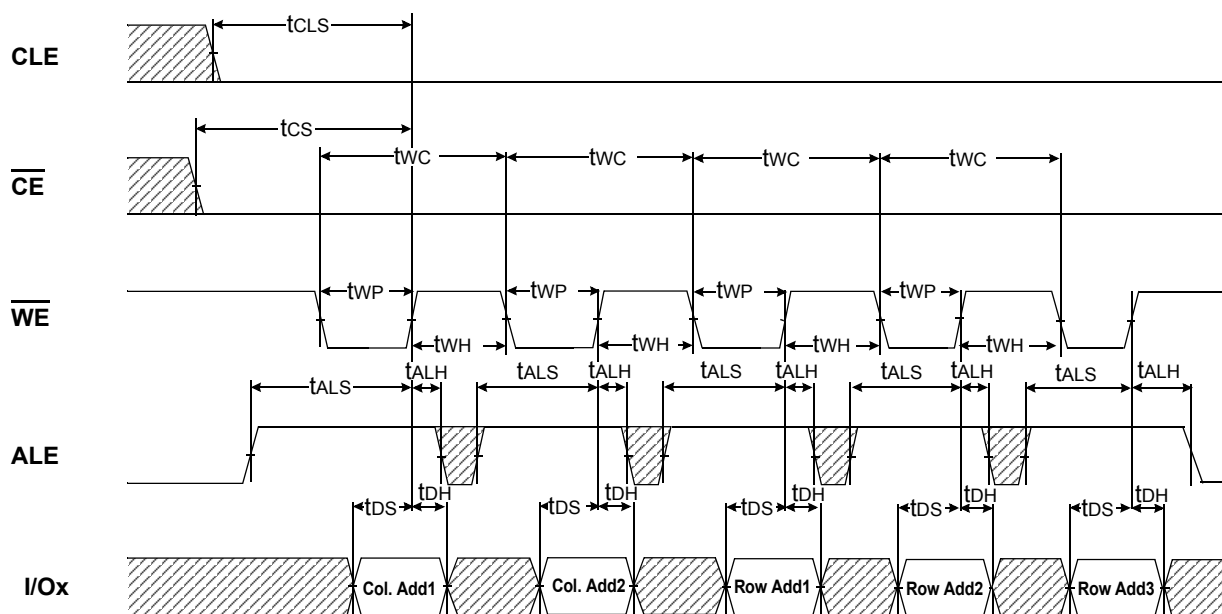 tCLS
CLE
tCS
tWC tWC tWC tWC
CE
tWP tWP tWP tWP
WE
tWH tWH tWH tWH
tALS tALH tALS tALH tALS tALH tALS tALH tALS tALH
ALE
tDS tDH tDS tDH tDS tDH tDS tDH tDS tDH
I/Ox Col. Add1 Col. Add2 Row Add1 Row Add2 Row Add3